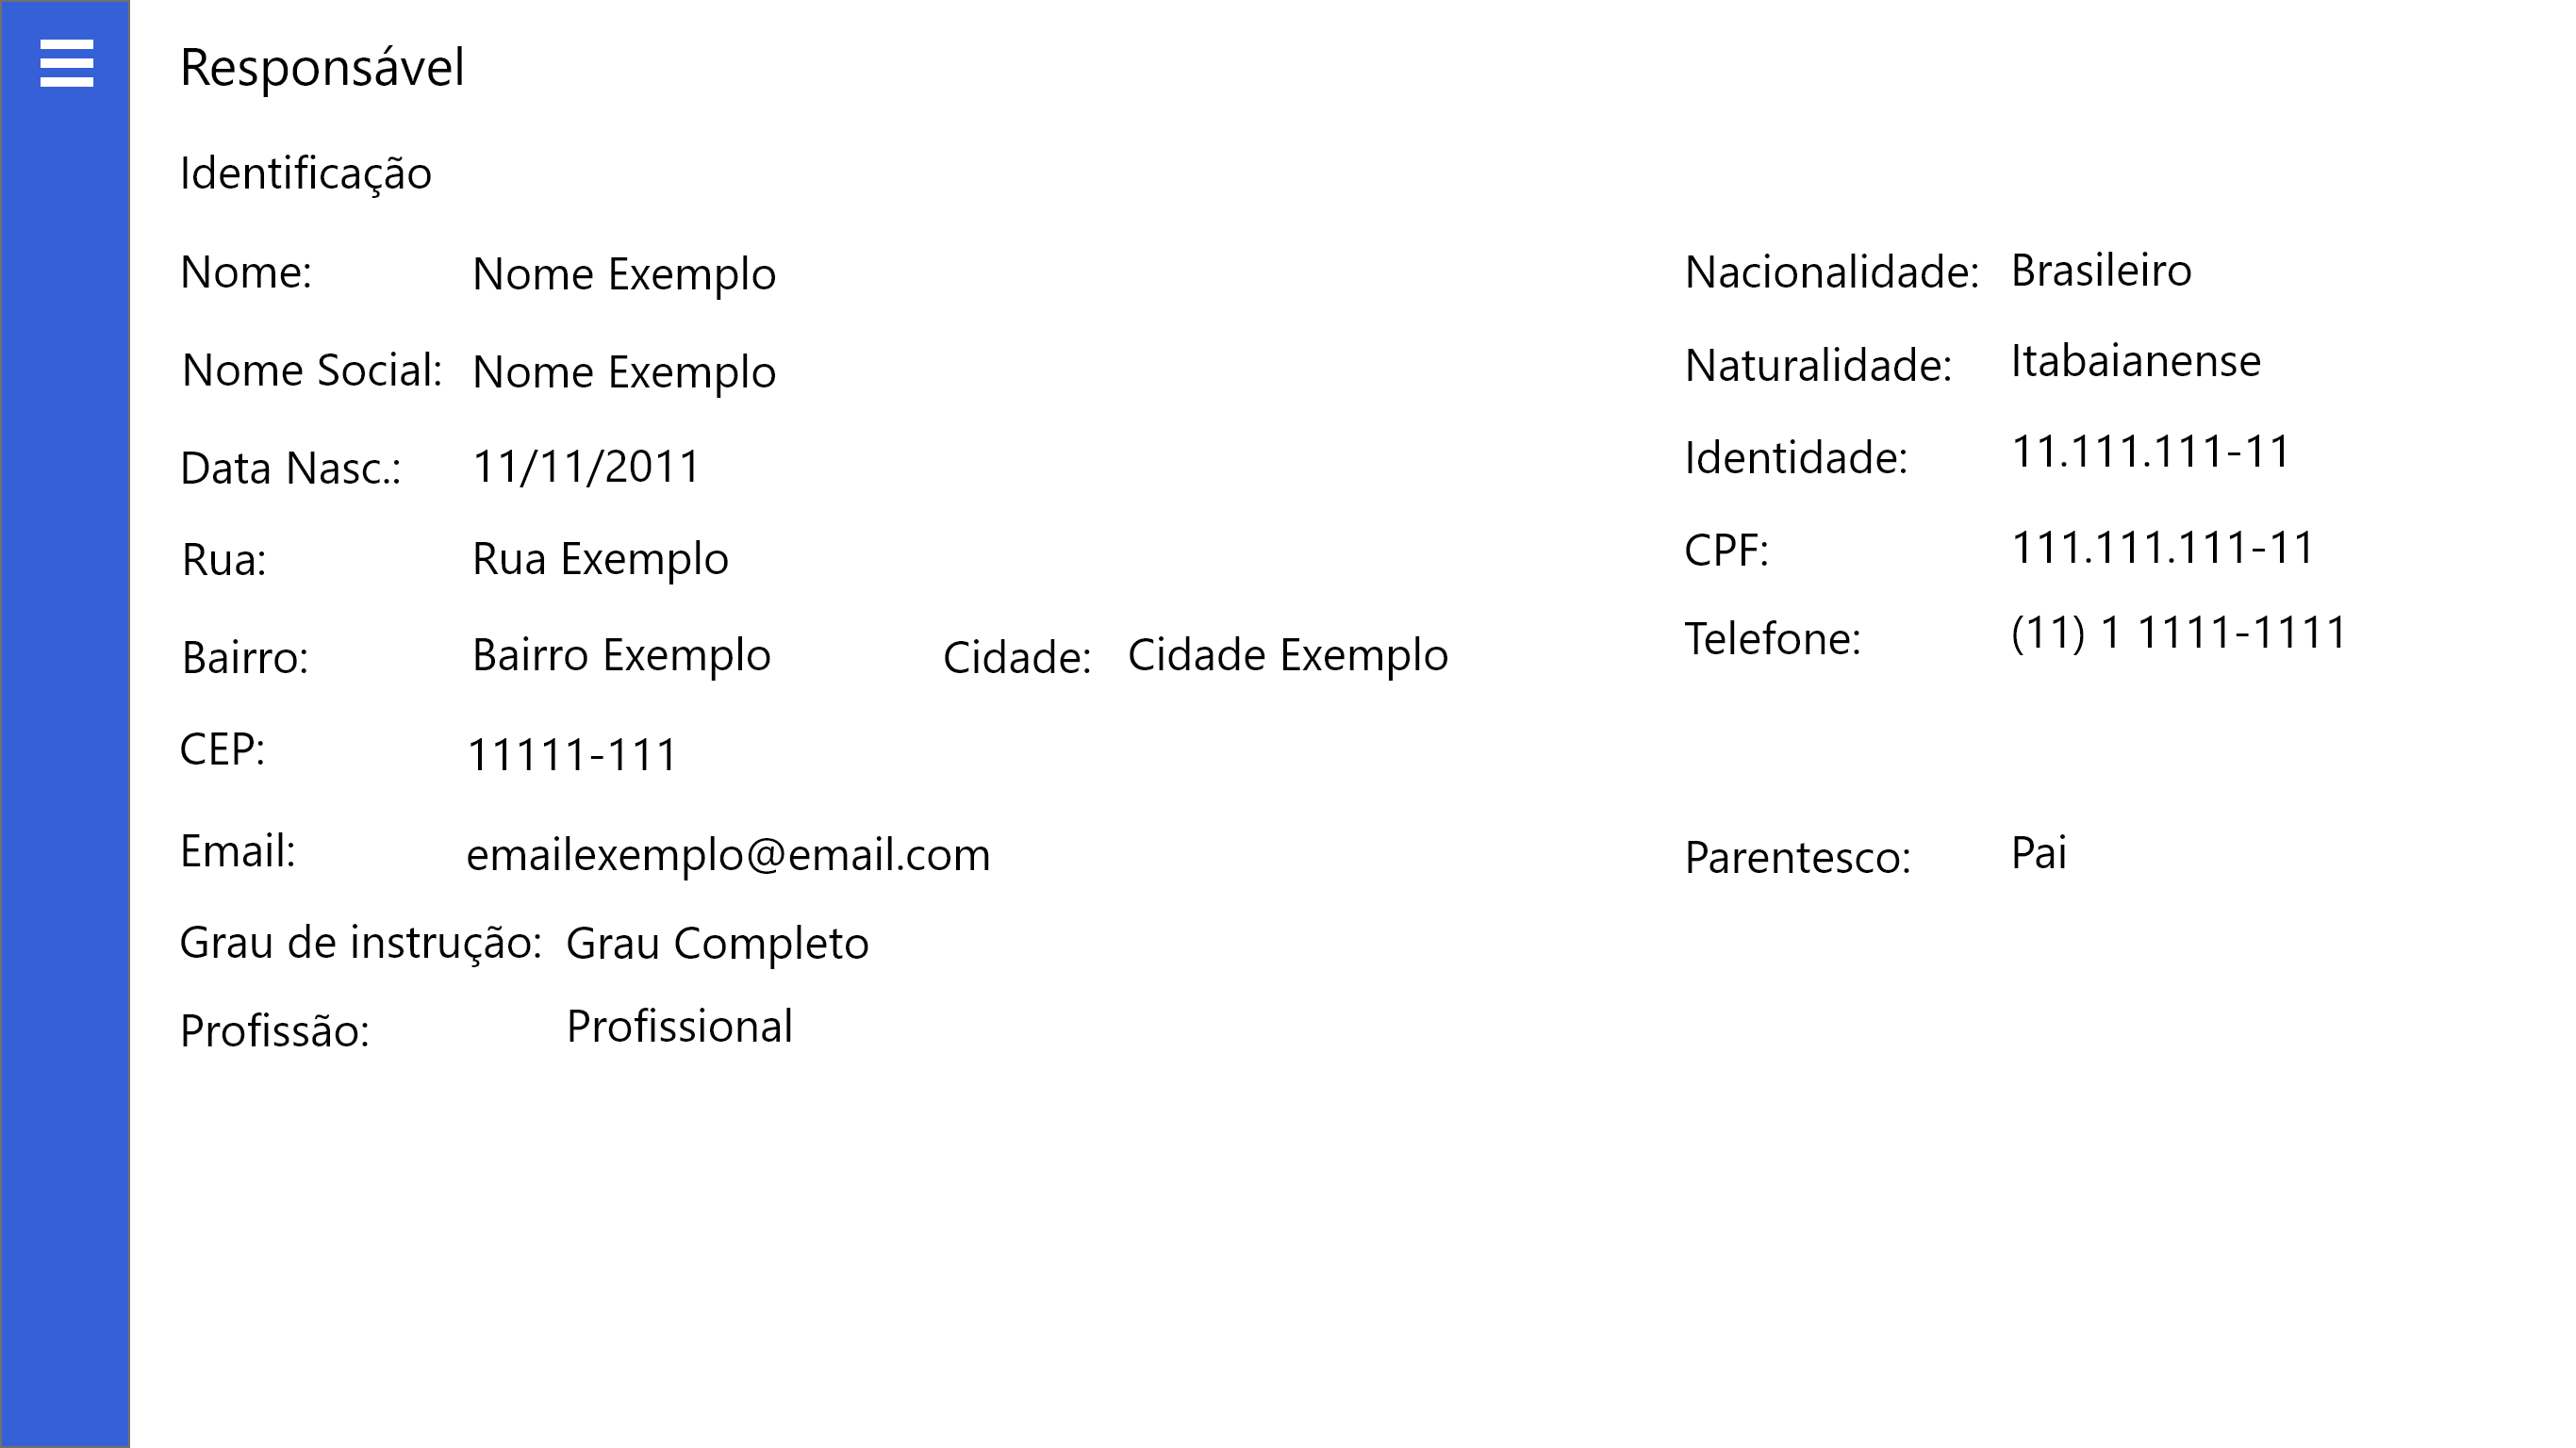 Responsável
Identificação
Nome: Nome Exemplo Nacionalidade: Brasileiro
Nome Social: Nome Exemplo Naturalidade: Itabaianense
Data Nasc.: 11/11/2011 Identidade: 11.111.111-11
Rua: Rua Exemplo CPF: 111.111.111-11
Bairro: Bairro Exemplo Cidade: Cidade Exemplo Telefone: (11) 1 1111-1111
CEP: 11111-111
Email: emailexemplo@email.com Parentesco: Pai
Grau de instrução: Grau Completo
Profissão: Profissional